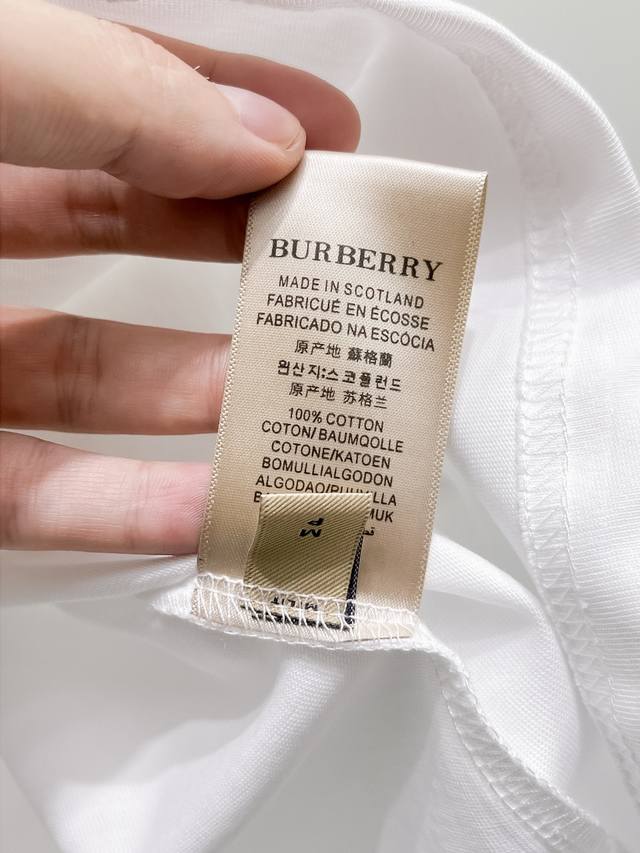 BURBERRY
MADE IN SCOTLAND
FABRICUÉ EN ÉCOSSE
FABRICADO NA ESCÓCIA
原产地 蘇格蘭
원산지:스코플런드
原产地 苏格兰
100% COTTON
COTON/BAUMQOLLE
COTONE/KATOEN
BOMULLIALGODON
M
P